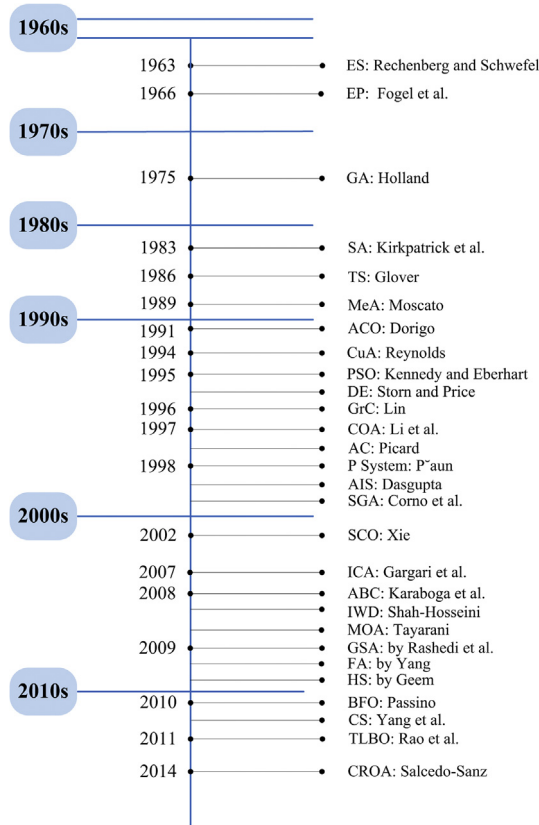 1960s
1963 ES: Rechenberg and Schwefel
1966 EP: Fogel et al.
1970s
1975 GA: Holland
1980s
1983 SA: Kirkpatrick et al.
1986 TS: Glover
1989 MeA: Moscato
1990s
1991 ACO: Dorigo
1994 CuA: Reynolds
1995 PSO: Kennedy and Eberhart
DE: Storn and Price
1996 GrC: Lin
1997 COA: Li et al.
AC: Picard
1998 P System: P˘aun
AIS: Dasgupta
SGA: Corno et al.
2000s
2002 SCO: Xie
2007 ICA: Gargari et al.
2008 ABC: Karaboga et al.
IWD: Shah-Hosseini
MOA: Tayarani
2009 GSA: by Rashedi et al.
FA: by Yang
HS: by Geem
2010s
2010 BFO: Passino
CS: Yang et al.
2011 TLBO: Rao et al.
2014 CROA: Salcedo-Sanz